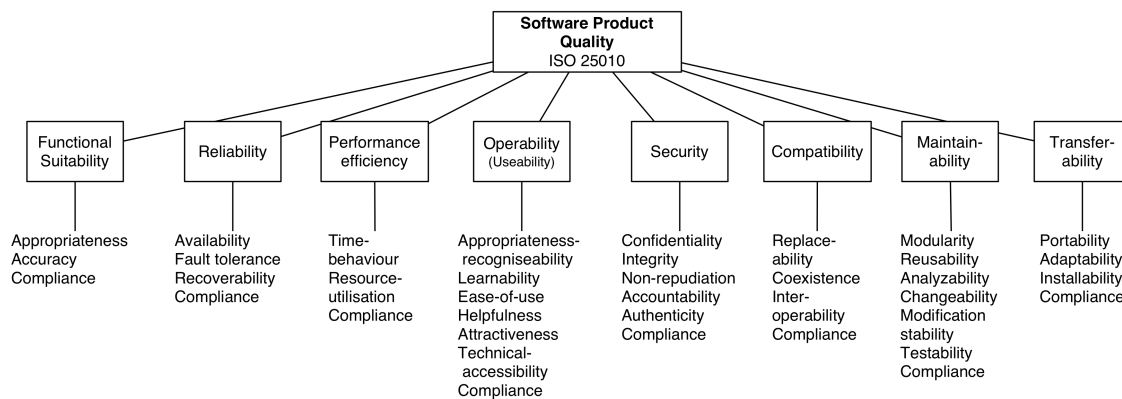 Software Product
Quality
ISO 25010
Functional
Suitability
Reliability
Performance
efficiency
Operability
(Useability)
Security
Compatibility
Maintain-
ability
Transfer-
ability
Appropriateness
Accuracy
Compliance
Availability
Fault tolerance
Recoverability
Compliance
Time-
behaviour
Resource-
utilisation
Compliance
Appropriateness-
recogniseability
Learnability
Ease-of-use
Helpfulness
Attractiveness
Technical-
accessibility
Compliance
Confidentiality
Integrity
Non-repudiation
Accountability
Authenticity
Compliance
Replace-
ability
Coexistence
Inter-
operability
Compliance
Modularity
Reusability
Analyzability
Changeability
Modification
stability
Testability
Compliance
Portability
Adaptability
Installability
Compliance